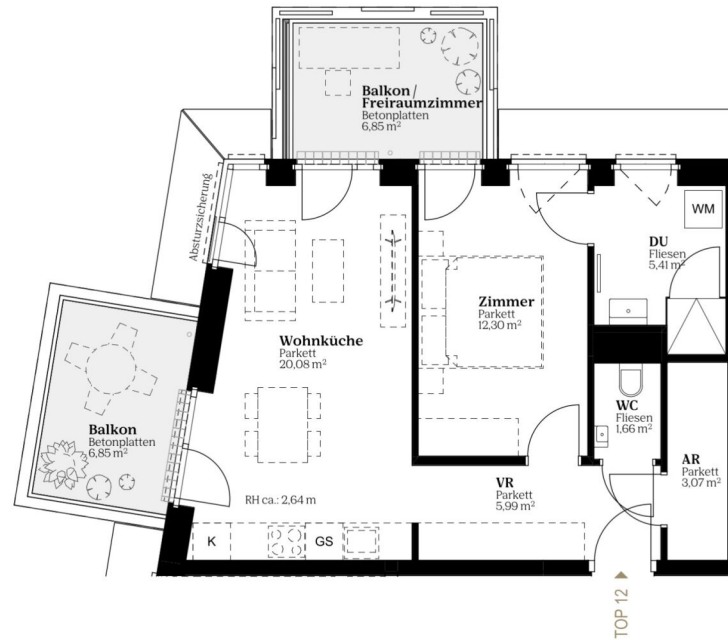 Balkon/
Freiraumzimmer
Betonplatten
6,85 m²
Absturzsicherung
WM
DU
Fliesen
5,41 m²
Zimmer
Parkett
12,30 m²
Wohnküche
Parkett
20,08 m²
Balkon
Betonplatten
6,85 m²
WC
Fliesen
1,66 m²
AR
Parkett
3,07 m²
VR
Parkett
5,99 m²
RH ca.: 2,64 m
K
GS
TOP 12